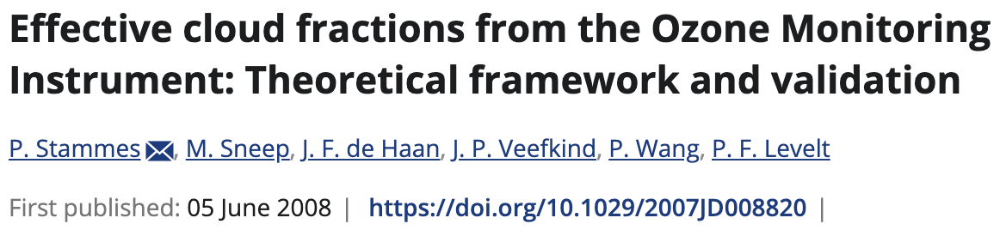 Effective cloud fractions from the Ozone Monitoring
Instrument: Theoretical framework and validation
P. Stammes, M. Sneep, J. F. de Haan, J. P. Veefkind, P. Wang, P. F. Levelt
First published: 05 June 2008 | https://doi.org/10.1029/2007JD008820 |